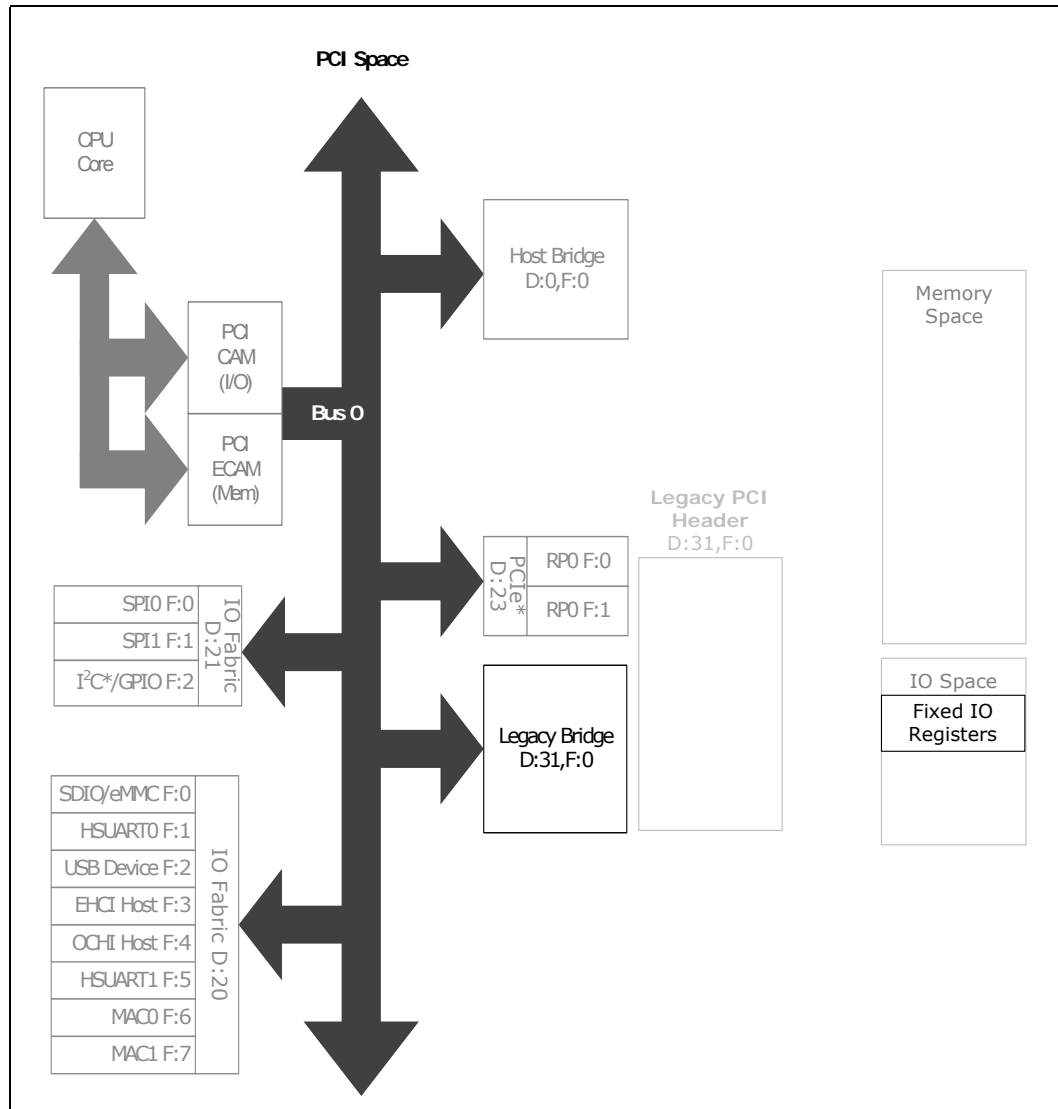 PCI Space
CPU
Core
Host Bridge
D:0,F:0
Memory
Space
PCI
CAM
(I/O)
Bus 0
PCI
ECAM
(Mem)
Legacy PCI
Header
D:31,F:0
PCIe*
D:23
RP0 F:0
RP0 F:1
SPI0 F:0
SPI1 F:1
I²C*/GPIO F:2
IO Fabric
D:21
IO Space
Fixed IO
Registers
Legacy Bridge
D:31,F:0
SDIO/eMMC F:0
HSUART0 F:1
USB Device F:2
EHCI Host F:3
OCHI Host F:4
HSUART1 F:5
MAC0 F:6
MAC1 F:7
IO Fabric D:20